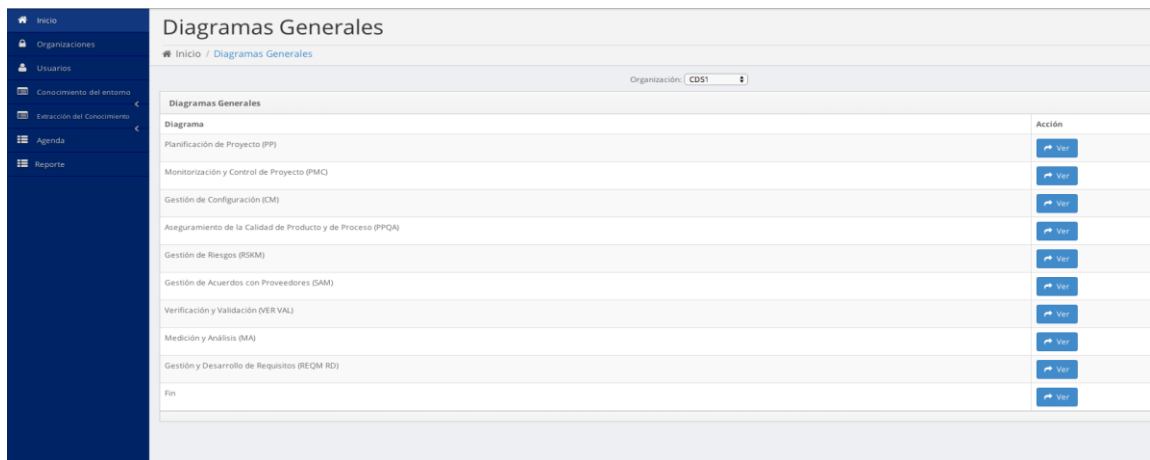 Inicio
Organizaciones
Usuarios
Conocimiento del entorno
Extracción del Conocimiento
Agenda
Reporte
Diagramas Generales
Inicio / Diagramas Generales
Organización: CDS1
Diagramas Generales
Diagrama Acción
Planificación de Proyecto (PP) Ver
Monitorización y Control de Proyecto (PMC) Ver
Gestión de Configuración (CM) Ver
Aseguramiento de la Calidad de Producto y de Proceso (PPQA) Ver
Gestión de Riesgos (RSKM) Ver
Gestión de Acuerdos con Proveedores (SAM) Ver
Verificación y Validación (VER VAL) Ver
Medición y Análisis (MA) Ver
Gestión y Desarrollo de Requisitos (REQM RD) Ver
Fin Ver